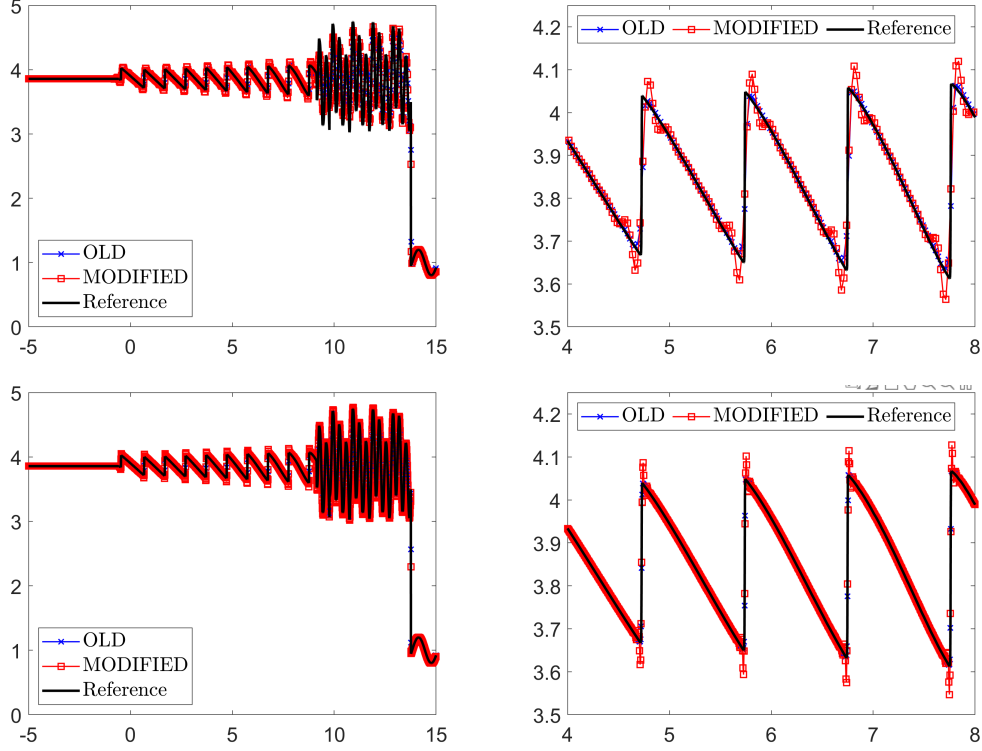 5
4
3
2
1
0
-5 0 5 10 15
OLD
MODIFIED
Reference
4.2
4.1
4
3.9
3.8
3.7
3.6
3.5
4 5 6 7 8
OLD MODIFIED Reference
5
4
3
2
1
0
-5 0 5 10 15
OLD
MODIFIED
Reference
4.2
4.1
4
3.9
3.8
3.7
3.6
3.5
4 5 6 7 8
OLD MODIFIED Reference